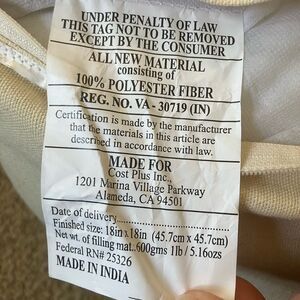 UNDER PENALTY OF LAW
THIS TAG NOT TO BE REMOVED
EXCEPT BY THE CONSUMER
ALL NEW MATERIAL
consisting of
100% POLYESTER FIBER
REG. NO. VA - 30719 (IN)
Certification is made by the manufacturer
that the materials in this article are
described in accordance with law.
MADE FOR
Cost Plus Inc.,
1201 Marina Village Parkway
Alameda, CA 94501
Date of delivery..................
Finished size: 18in x 18in (45.7cm x 45.7cm)
Net wt. of filling mat..600gms 1lb / 5.16ozs
Federal RN# 25326
MADE IN INDIA